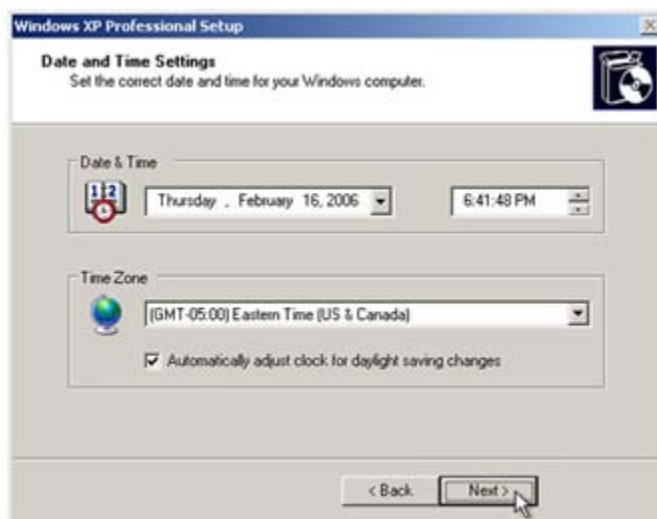 Windows XP Professional Setup
Date and Time Settings
Set the correct date and time for your Windows computer.
Date & Time
1 2
Thursday , February 16, 2006
6:41:48 PM
Time Zone
(GMT-05:00) Eastern Time (US & Canada)
Automatically adjust clock for daylight saving changes
< Back
Next >